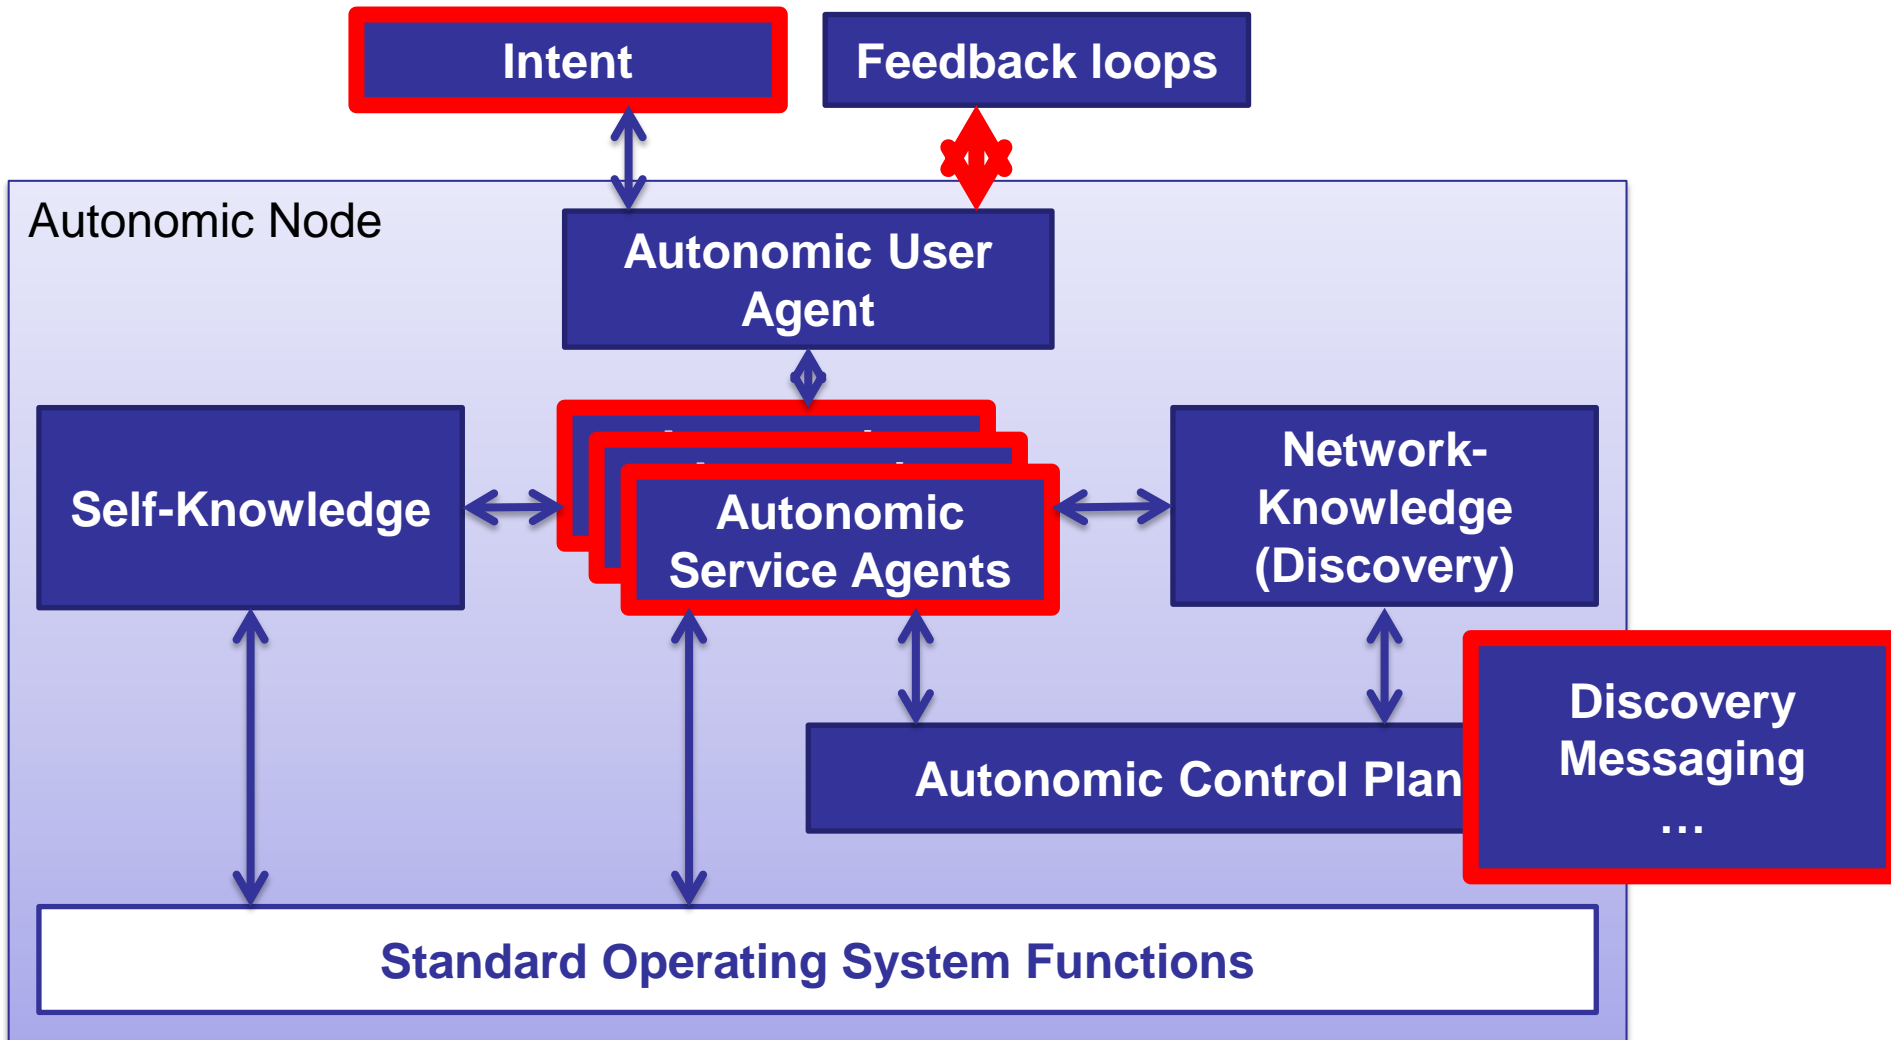 Intent
Feedback loops
Autonomic Node
Autonomic User
Agent
Self-Knowledge
Autonomic
Service Agents
Network-
Knowledge
(Discovery)
Autonomic Control Plan
Discovery
Messaging
…
Standard Operating System Functions